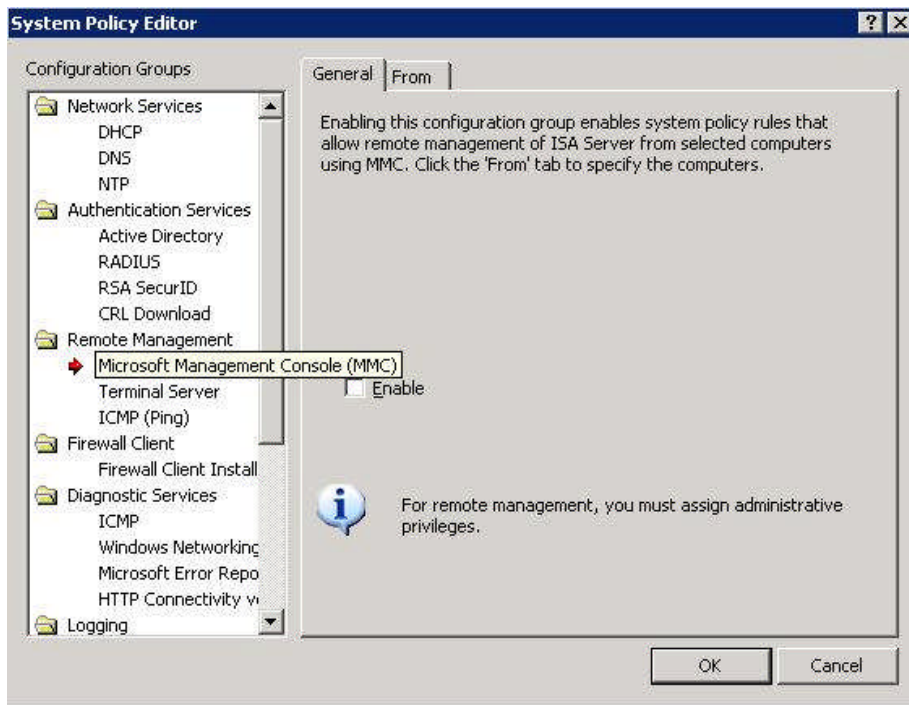 System Policy Editor
Configuration Groups
Network Services
DHCP
DNS
NTP
Authentication Services
Active Directory
RADIUS
RSA SecurID
CRL Download
Remote Management
Microsoft Management Console (MMC)
Terminal Server
ICMP (Ping)
Firewall Client
Firewall Client Install
Diagnostic Services
ICMP
Windows Networking
Microsoft Error Repo
HTTP Connectivity v
Logging
General
From
Enabling this configuration group enables system policy rules that
allow remote management of ISA Server from selected computers
using MMC. Click the 'From' tab to specify the computers.
Enable
For remote management, you must assign administrative
privileges.
OK
Cancel